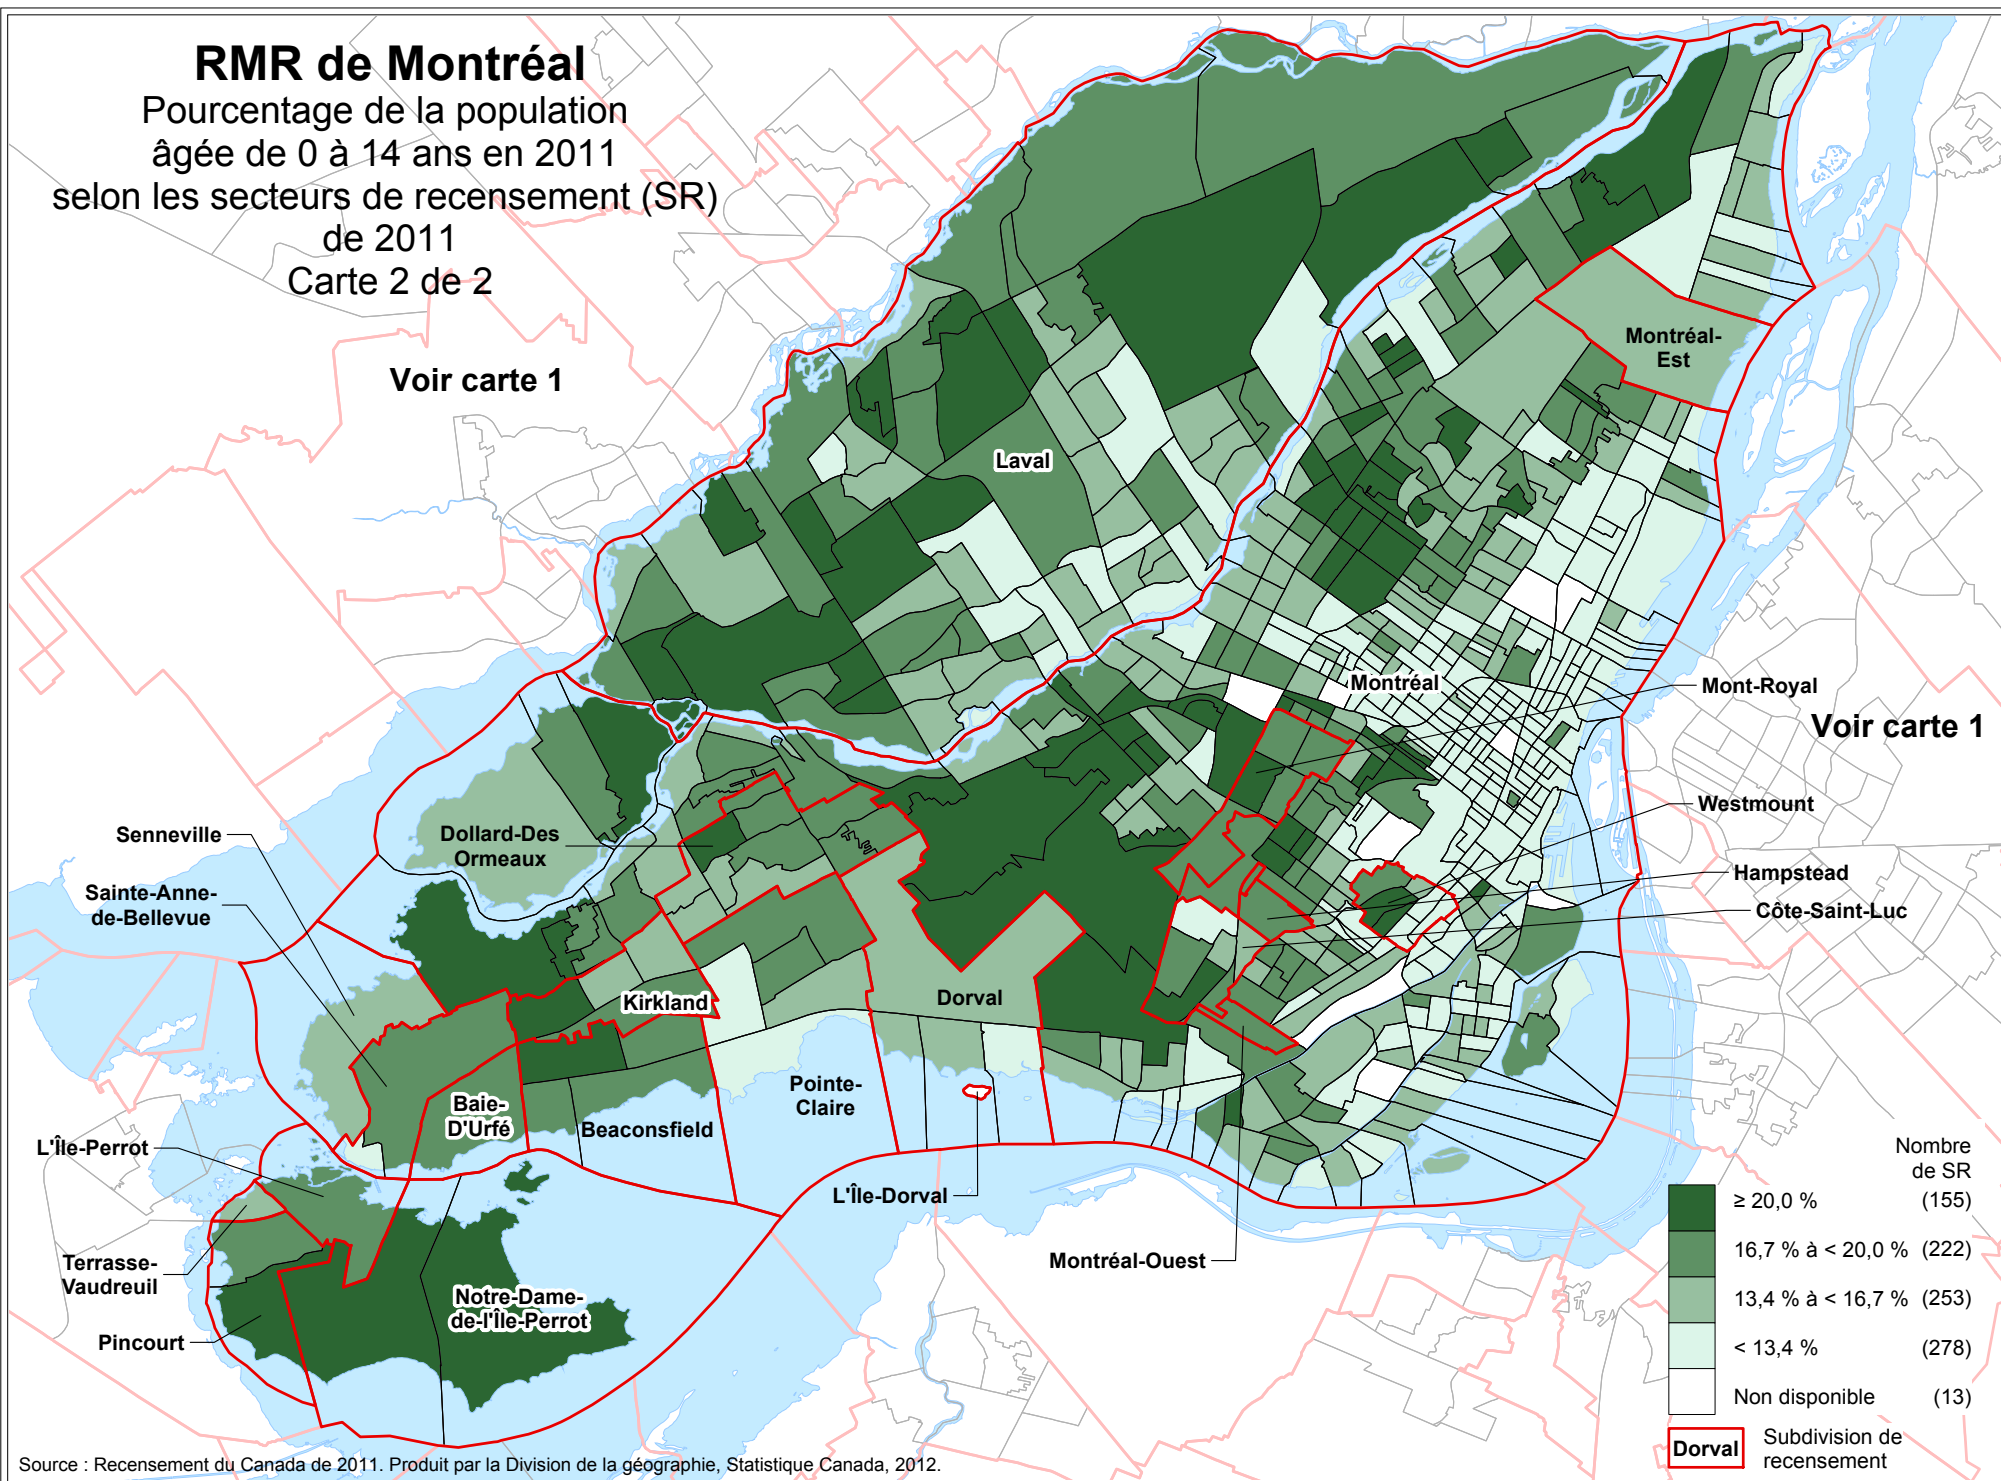 RMR de Montréal
Pourcentage de la population
âgée de 0 à 14 ans en 2011
selon les secteurs de recensement (SR)
de 2011
Carte 2 de 2
Voir carte 1
Montréal-
Est
Laval
Montréal
Mont-Royal
Voir carte 1
Westmount
Senneville
Dollard-Des
Ormeaux
Hampstead
Sainte-Anne-
de-Bellevue
Côte-Saint-Luc
Kirkland
Dorval
Pointe-
Claire
Baie-
D'Urfé
Beaconsfield
L'Île-Perrot
L'Île-Dorval
Montréal-Ouest
Terrasse-
Vaudreuil
Notre-Dame-
de-l'Île-Perrot
Pincourt
Nombre
de SR
≥ 20,0 % (155)
16,7 % à < 20,0 % (222)
13,4 % à < 16,7 % (253)
< 13,4 % (278)
Non disponible (13)
Dorval
Subdivision de
recensement
Source : Recensement du Canada de 2011. Produit par la Division de la géographie, Statistique Canada, 2012.